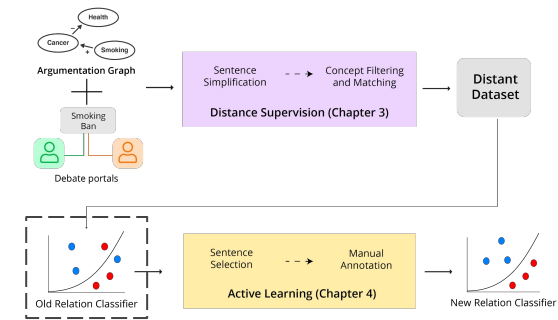 Health
−
Cancer
+
Smoking
Argumentation Graph
Smoking
Ban
Debate portals
Sentence
Simplification
Concept Filtering
and Matching
Distance Supervision (Chapter 3)
Distant
Dataset
Old Relation Classifier
Sentence
Selection
Manual
Annotation
Active Learning (Chapter 4)
New Relation Classifier